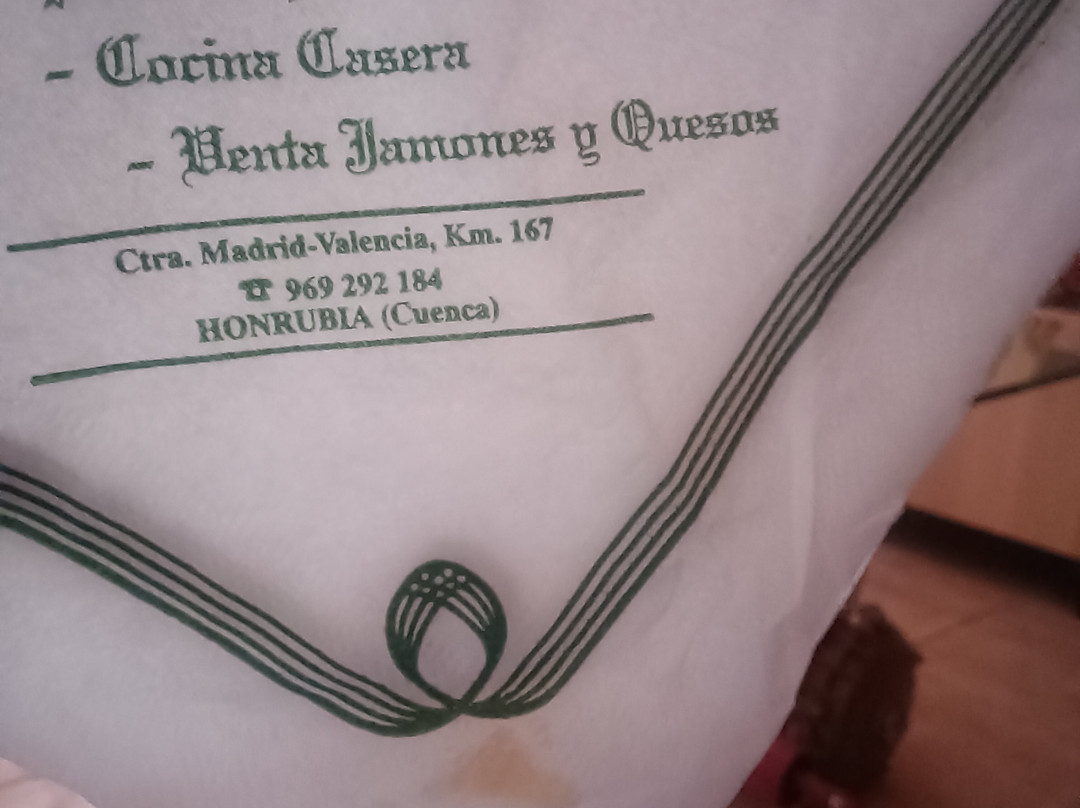 - Cocina Casera
- Venta Jamones y Quesos
Ctra. Madrid-Valencia, Km. 167
☎ 969 292 184
HONRUBIA (Cuenca)